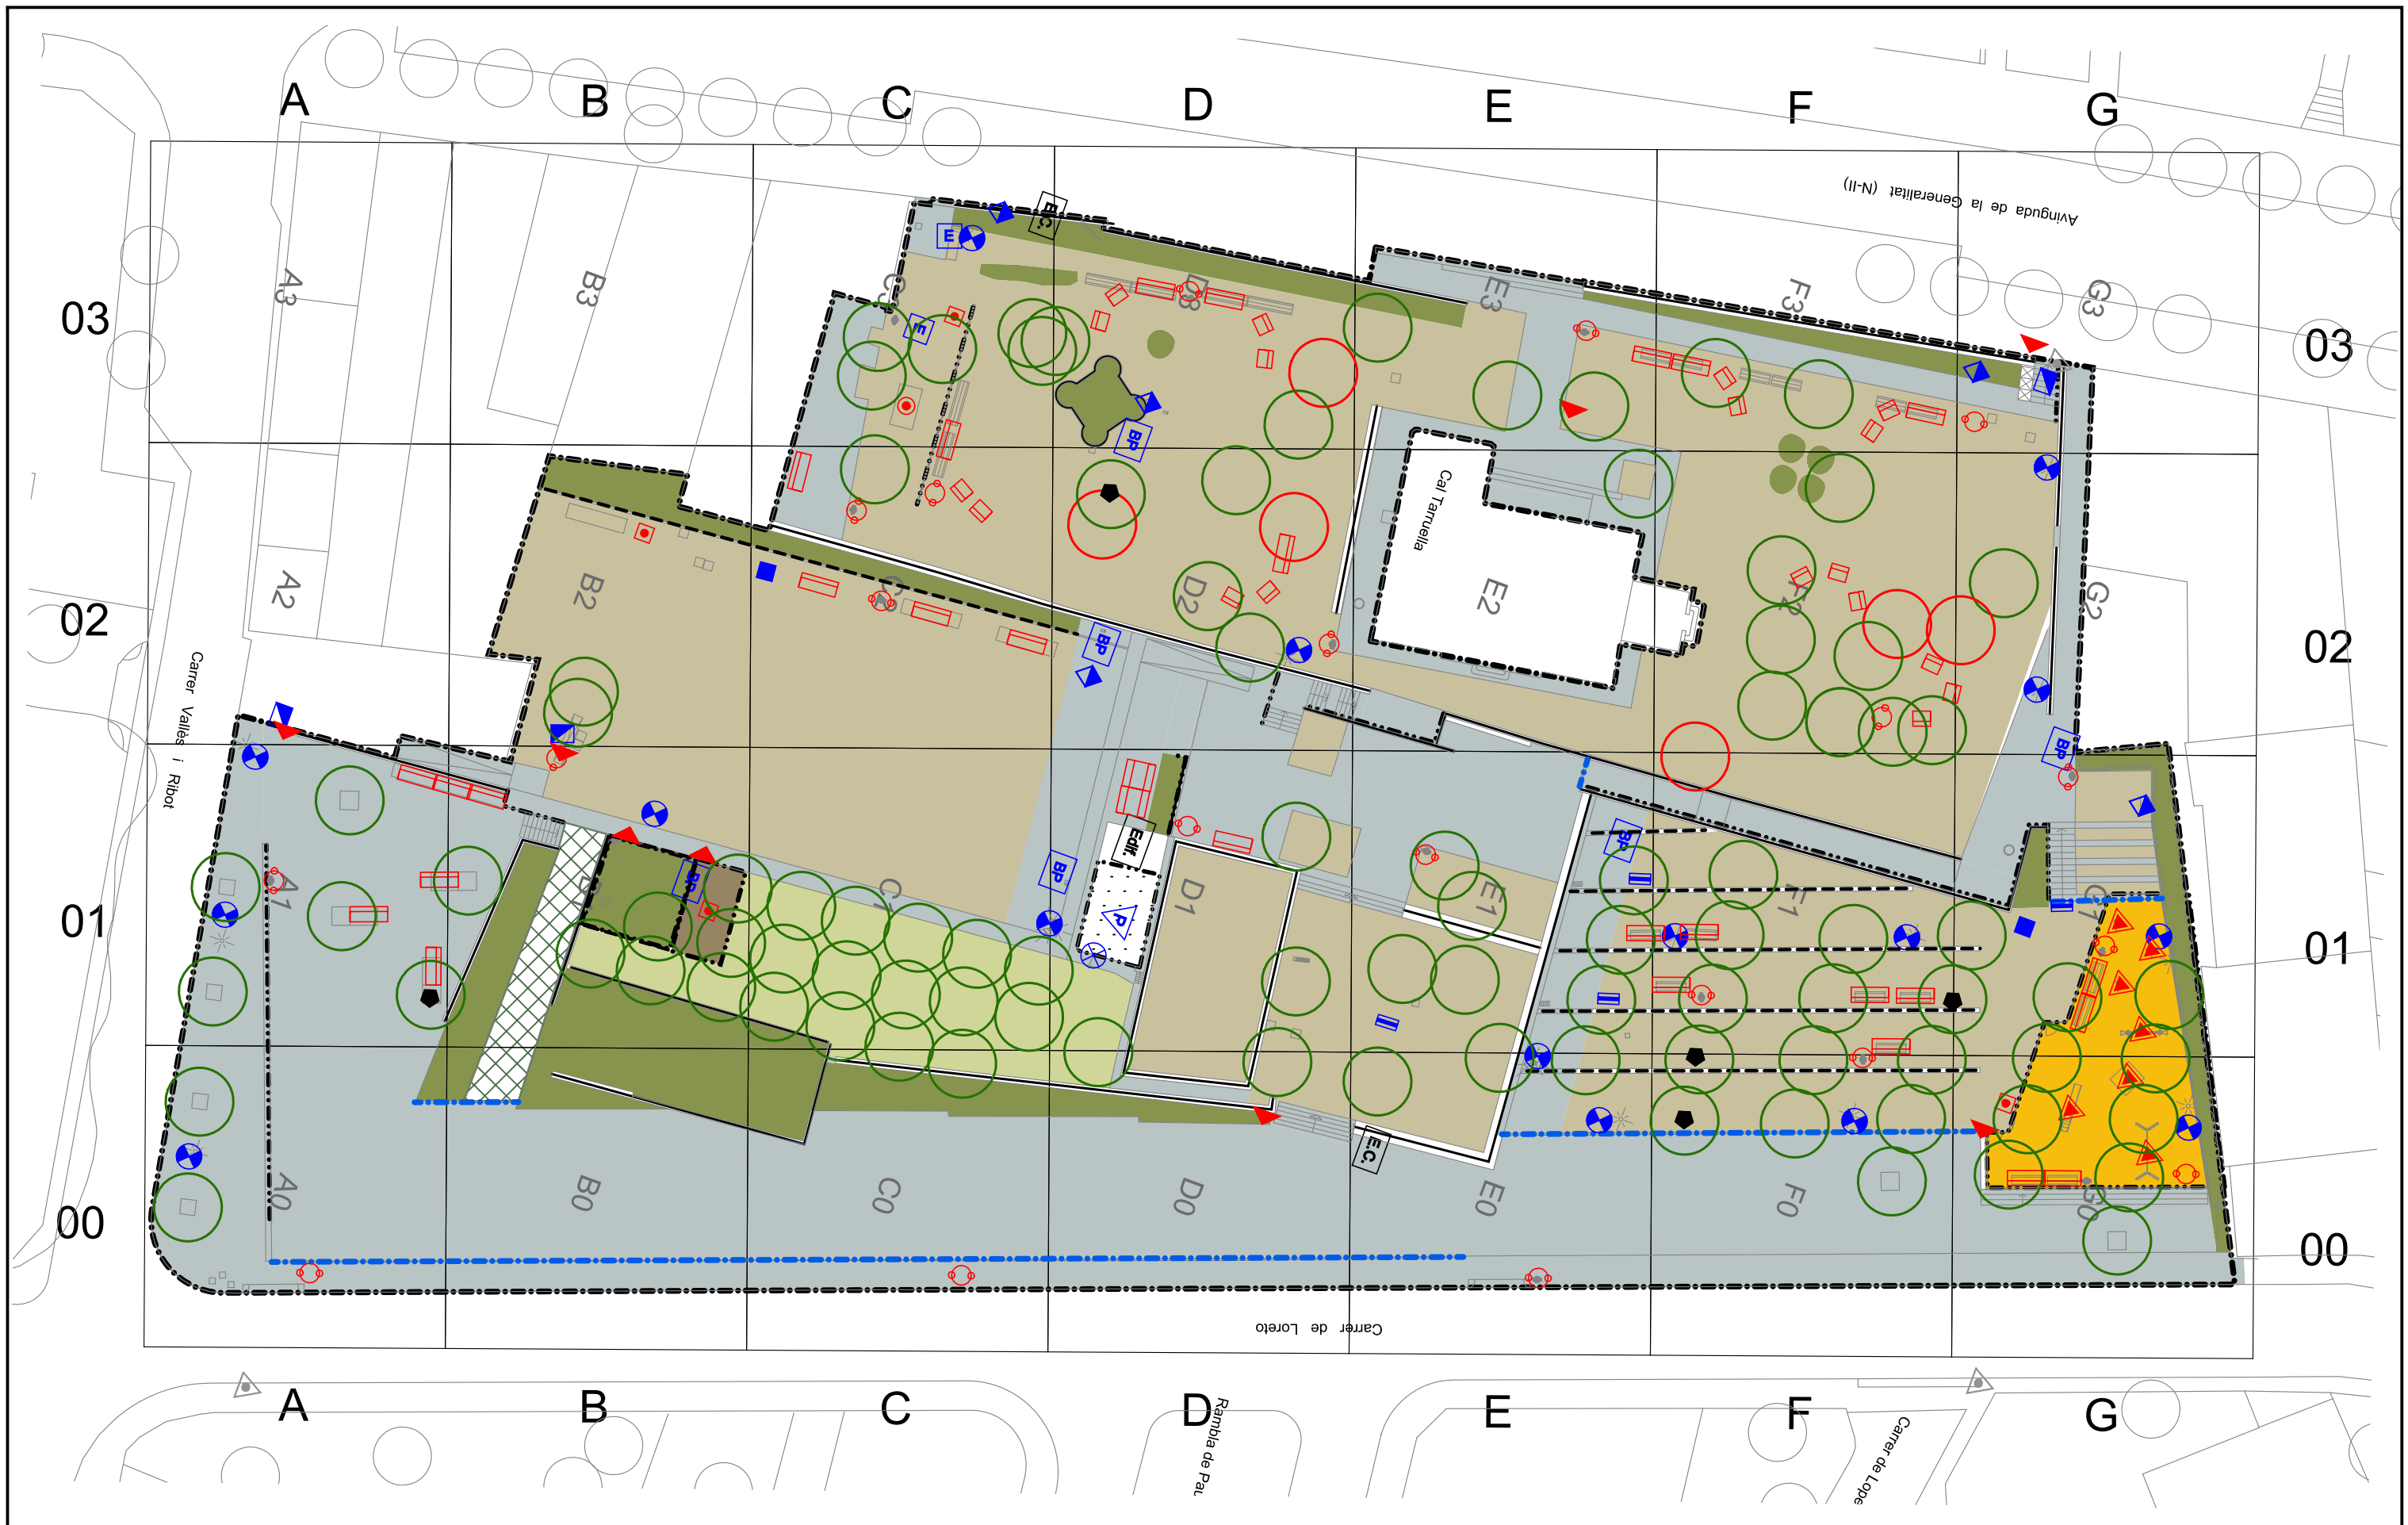 A B C D E F G
Avinguda de la Generalitat (N-II)
E.C.
E
03 A3 B3 C3 D3 E3 F3 G3 03
E
BP
Cal Tarruella
02 A2 B2 C2 D2 E2 F2 G2 02
BP
BP
Carrer Vallès i Ribot
Edif.
BP
BP
BP
P.
01 A1 B1 C1 D1 E1 F1 G1 01
E.C.
00 A0 B0 C0 D0 E0 F0 G0 00
Carrer de Loreto
A B C D E F G
Rambla de Pau
Carrer de Lope